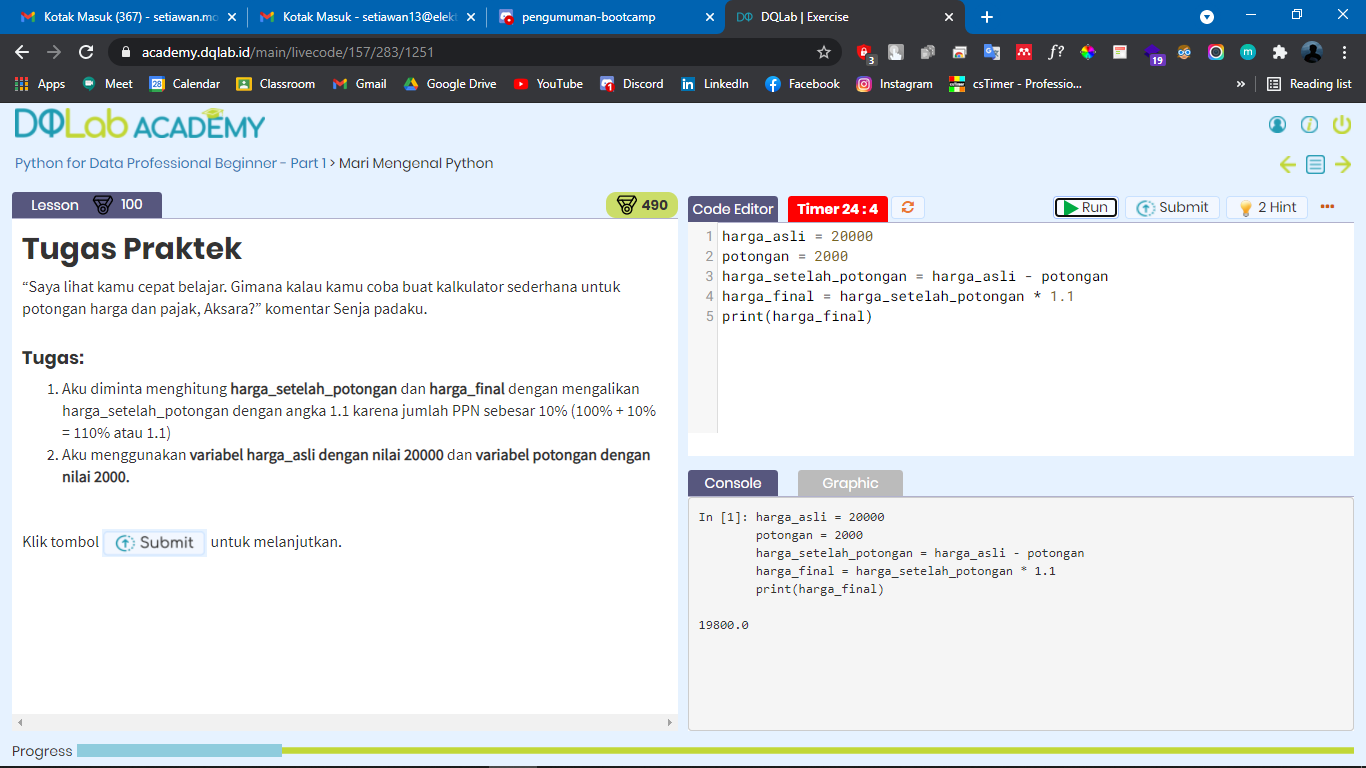 Kotak Masuk (367) - setiawan.mo
Kotak Masuk - setiawan13@elekt
pengumuman-bootcamp
DQLab | Exercise
academy.dqlab.id/main/livecode/157/283/1251
3
f?
19
Apps
Meet
28
Calendar
Classroom
Gmail
Google Drive
YouTube
Discord
LinkedIn
Facebook
Instagram
csTimer - Professio...
»
Reading list
DQLab ACADEMY
Python for Data Professional Beginner - Part 1 > Mari Mengenal Python
Lesson 100
490
Tugas Praktek
“Saya lihat kamu cepat belajar. Gimana kalau kamu coba buat kalkulator sederhana untuk
potongan harga dan pajak, Aksara?” komentar Senja padaku.
Tugas:
1. Aku diminta menghitung harga_setelah_potongan dan harga_final dengan mengalikan
harga_setelah_potongan dengan angka 1.1 karena jumlah PPN sebesar 10% (100% + 10%
= 110% atau 1.1)
2. Aku menggunakan variabel harga_asli dengan nilai 20000 dan variabel potongan dengan
nilai 2000.
Klik tombol Submit untuk melanjutkan.
Code Editor
Timer 24 : 4
Run
Submit
2 Hint
1 harga_asli = 20000
2 potongan = 2000
3 harga_setelah_potongan = harga_asli - potongan
4 harga_final = harga_setelah_potongan * 1.1
5 print(harga_final)
Console
Graphic
In [1]: harga_asli = 20000
potongan = 2000
harga_setelah_potongan = harga_asli - potongan
harga_final = harga_setelah_potongan * 1.1
print(harga_final)
19800.0
Progress